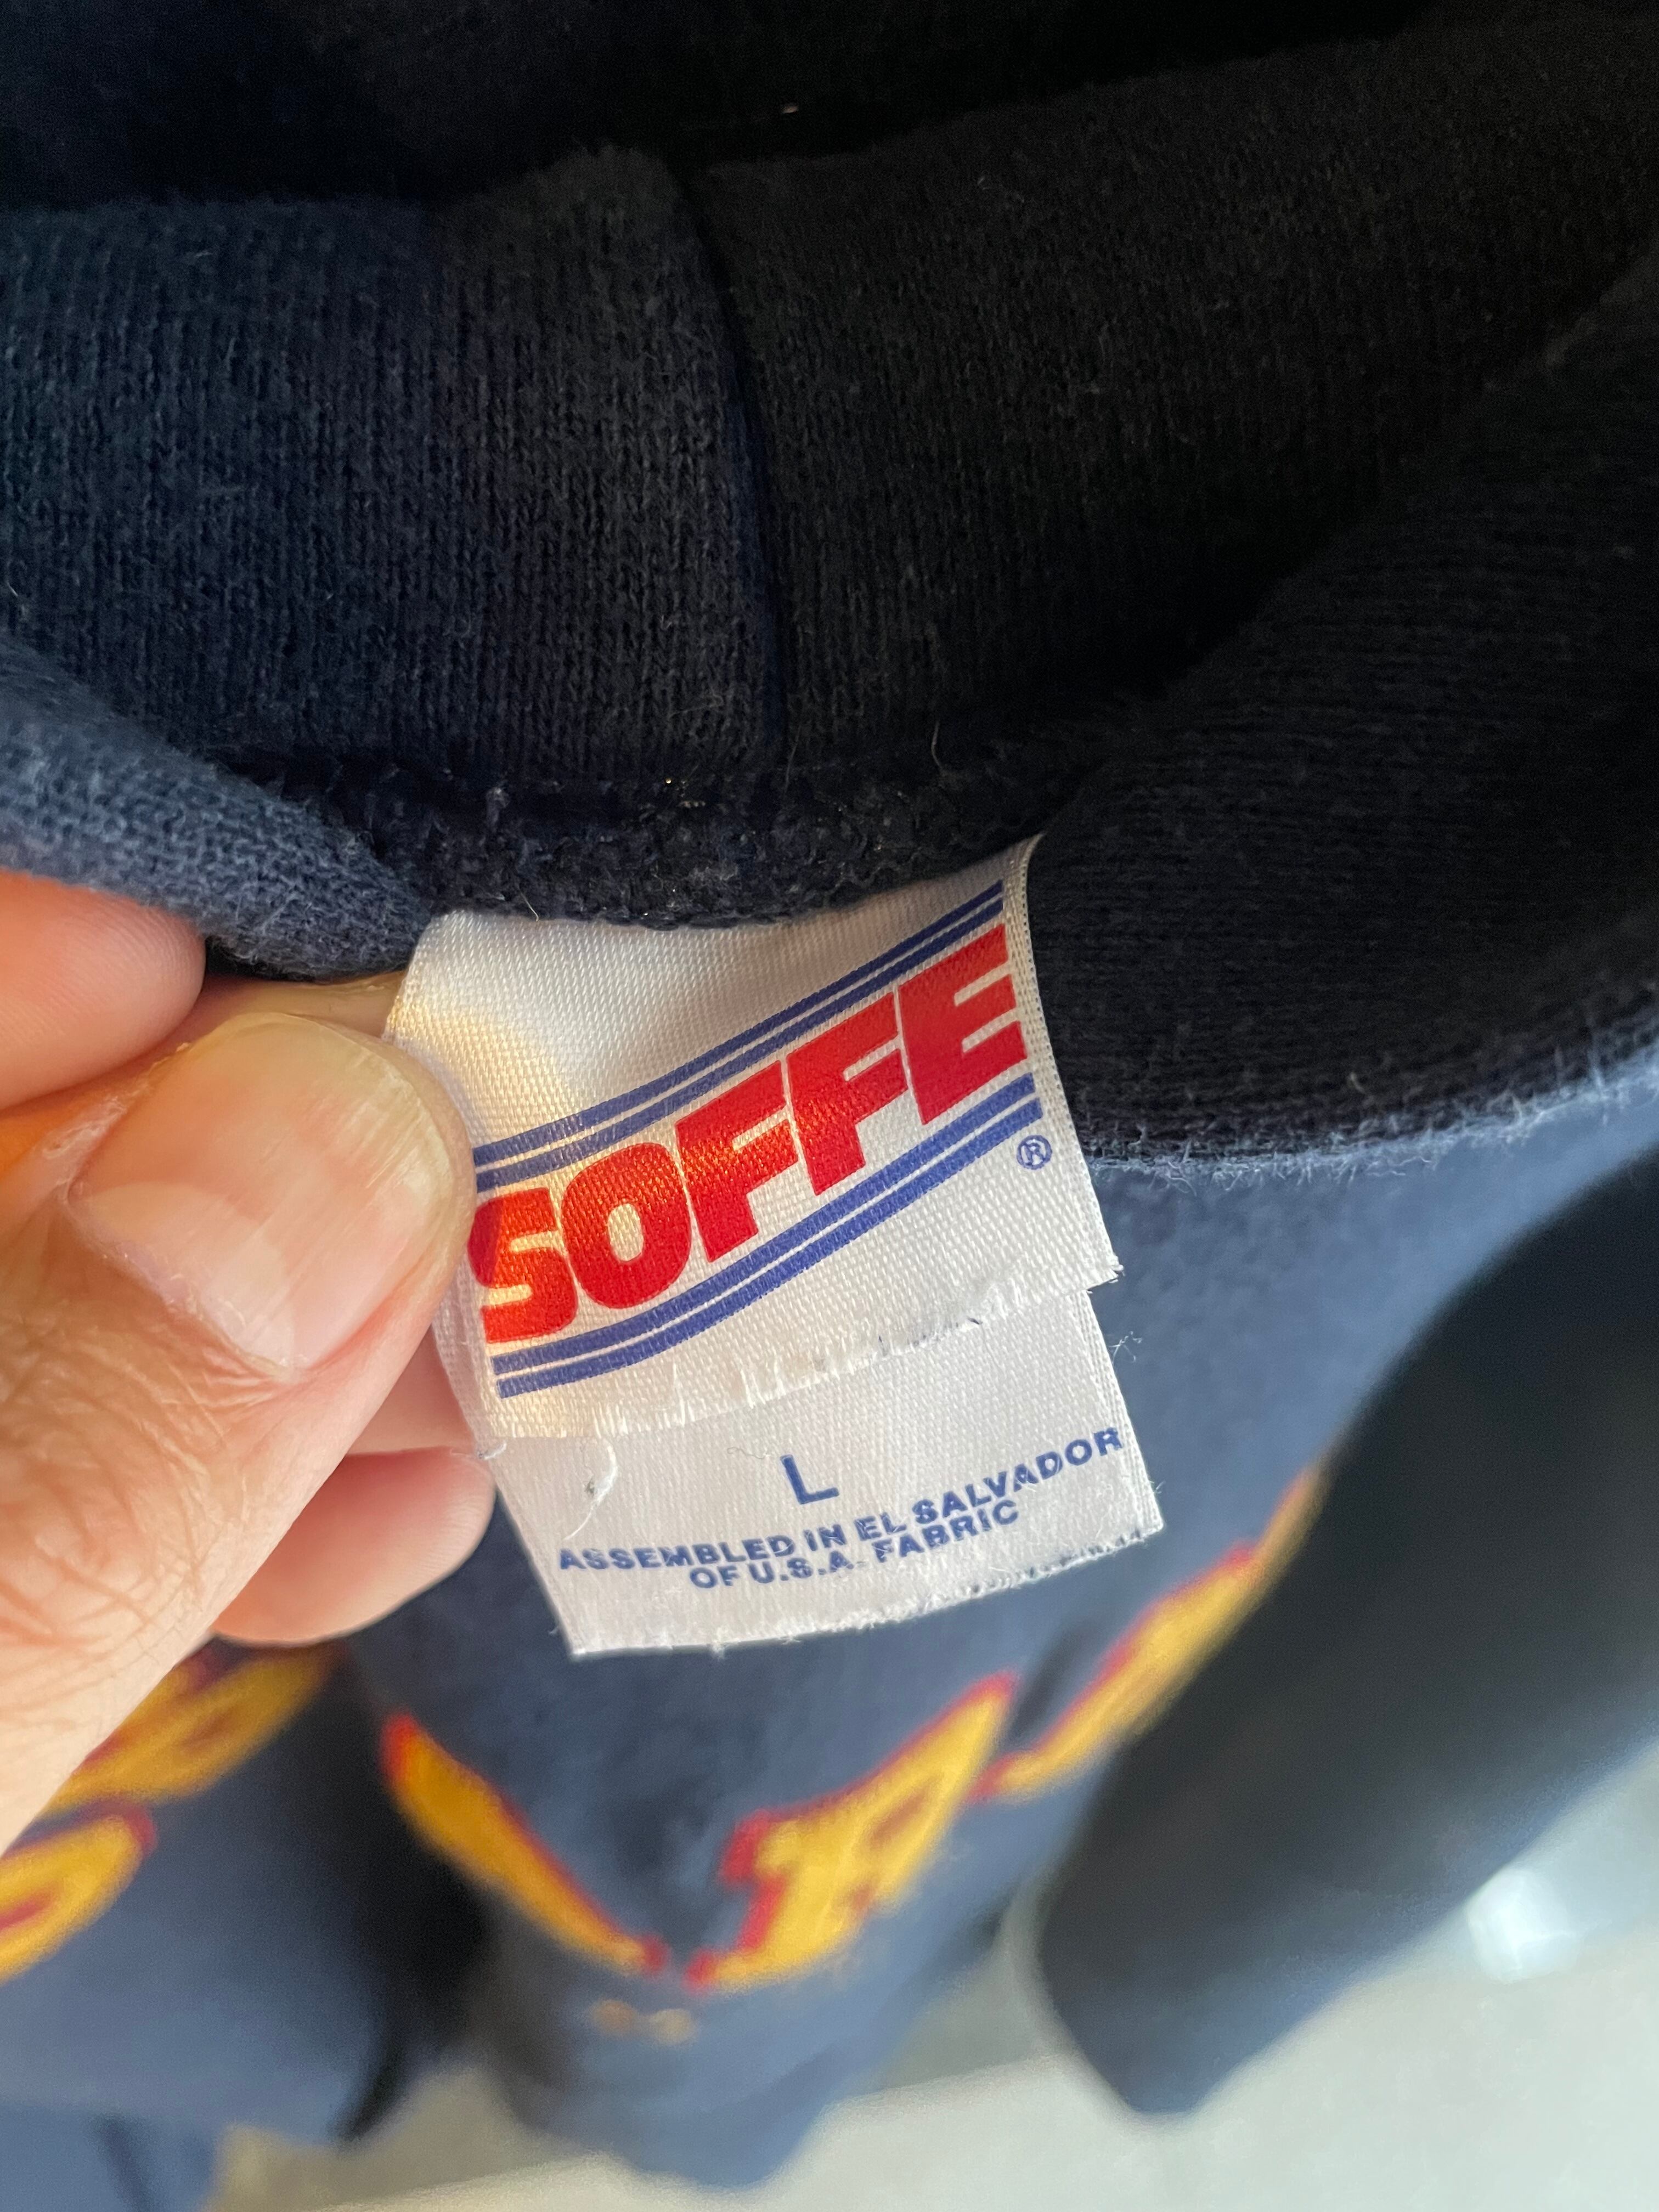 SOFFE
®
L
ASSEMBLED IN EL SALVADOR
OF U.S.A. FABRIC